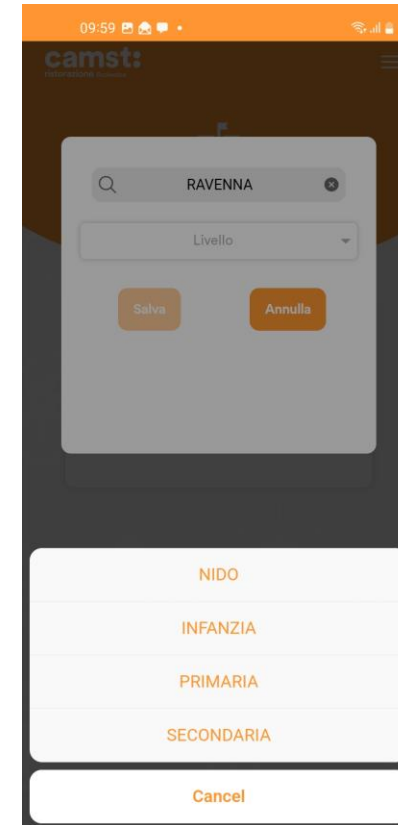 09:59
camst:
RAVENNA
Livello
Salva
Annulla
NIDO
INFANZIA
PRIMARIA
SECONDARIA
Cancel